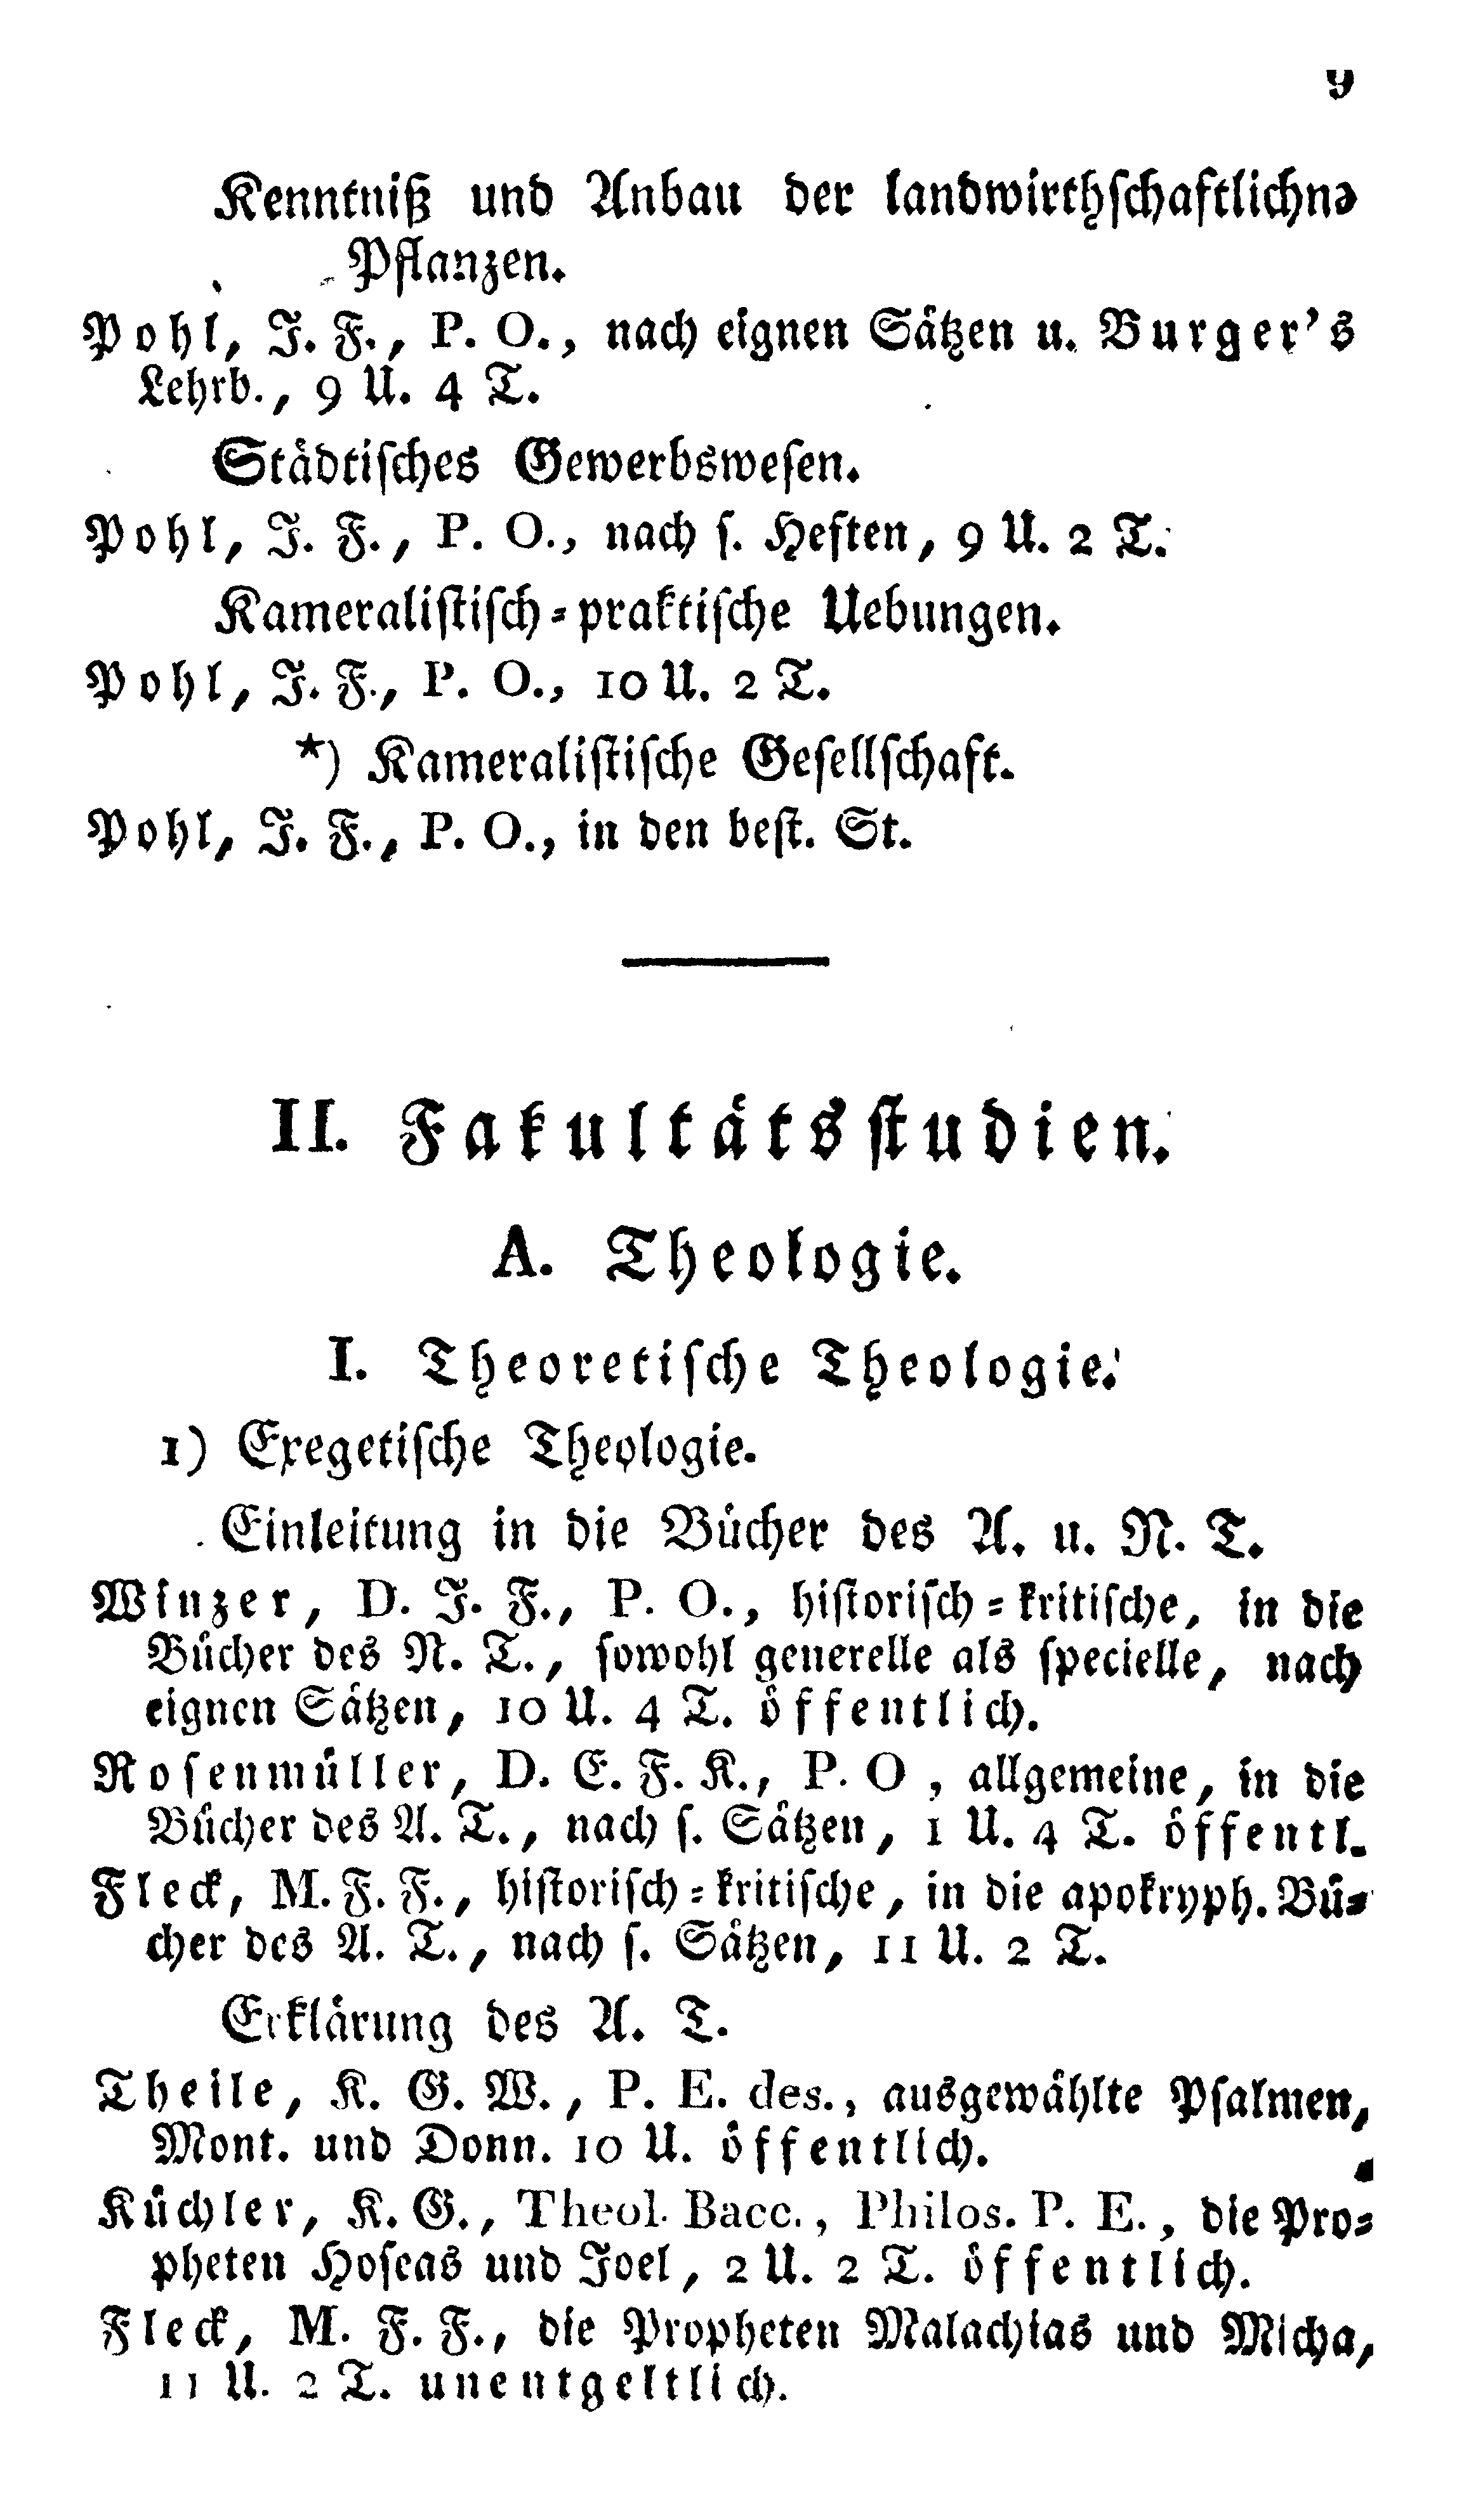 9
Kenntniß und Anbau der landwirthschaftlichnə
Pflanzen.
Pohl, J. F., P. O., nach eignen Sätzen u. Burger's
Lehrb., 9 U. 4 T.
Städtisches Gewerbswesen.
Pohl, J. F., P. O., nach s. Heften, 9 U. 2 T.
Kameralistisch-praktische Uebungen.
Pohl, J. F., P. O., 10 U. 2 T.
*) Kameralistische Gesellschaft.
Pohl, J. F., P. O., in den best. St.
II. Fakultätsstudien.
A. Theologie.
I. Theoretische Theologie.
1) Exegetische Theologie.
Einleitung in die Bücher des A. u. N. T.
Winzer, D. J. F., P. O., historisch-kritische, in die
Bücher des N. T., sowohl generelle als specielle, nach
eignen Sätzen, 10 U. 4 T. öffentlich.
Rosenmüller, D. E. F. K., P. O, allgemeine, in die
Bücher des A. T., nach s. Sätzen, 1 U. 4 T. öffentl.
Fleck, M. F. F., historisch-kritische, in die apokryph. Bü-
cher des A. T., nach s. Sätzen, 11 U. 2 T.
Erklärung des A. T.
Theile, K. G. W., P. E. des., ausgewählte Psalmen,
Mont. und Donn. 10 U. öffentlich.
Küchler, K. G., Theol. Bacc., Philos. P. E., die Pro-
pheten Hoseas und Joel, 2 U. 2 T. öffentlich.
Fleck, M. F. F., die Propheten Malachias und Micha,
11 U. 2 T. unentgeltlich.